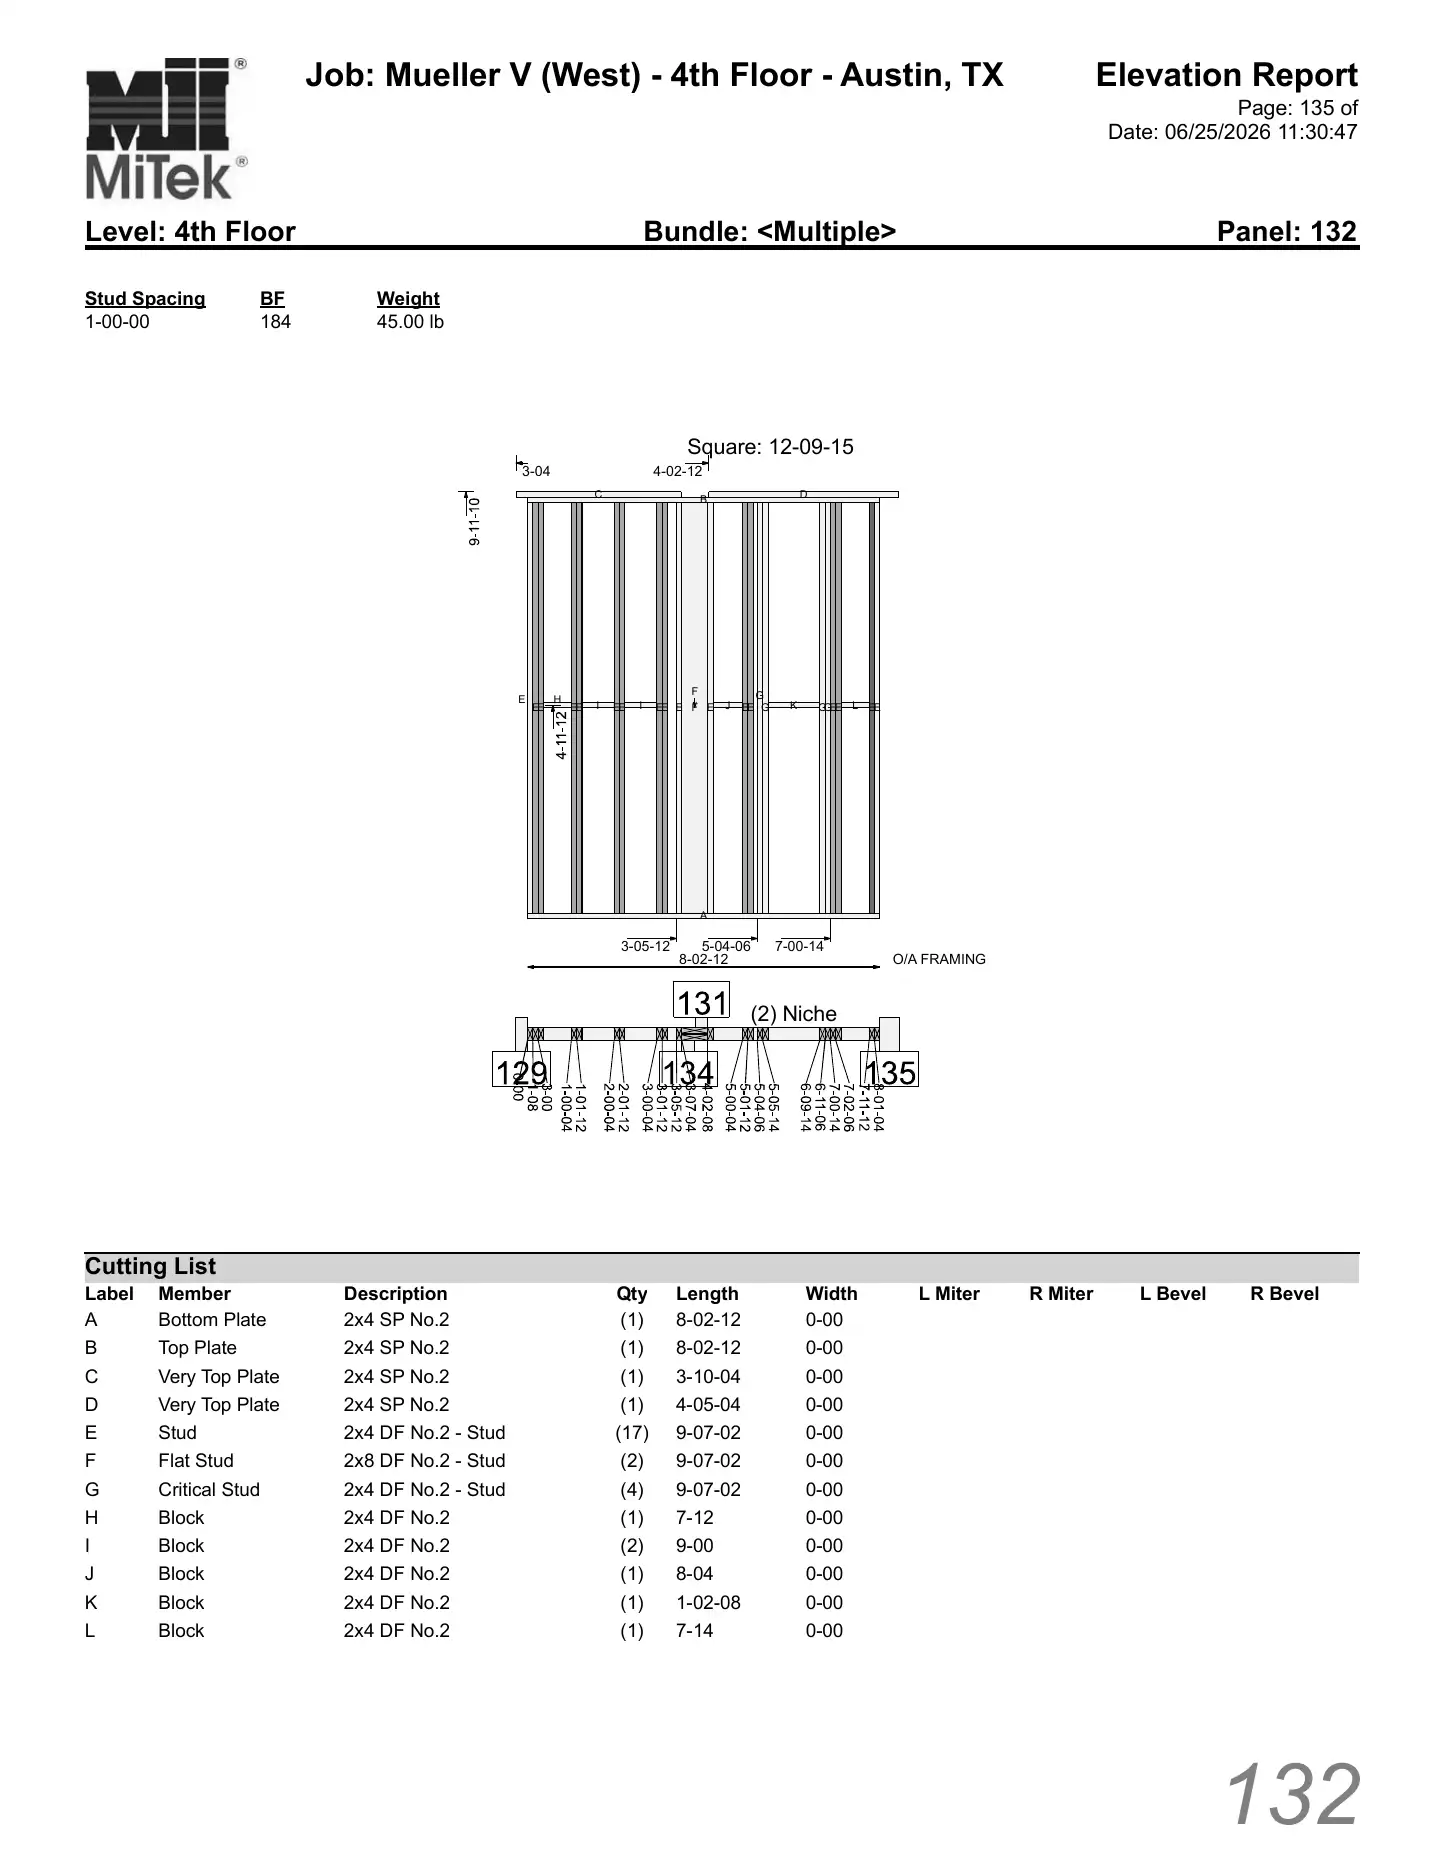 MiTek®
Job: Mueller V (West) - 4th Floor - Austin, TX
Elevation Report
Page: 135 of
Date: 06/25/2026 11:30:47
Level: 4th Floor Bundle: <Multiple> Panel: 132
Stud Spacing BF Weight
1-00-00 184 45.00 lb
Square: 12-09-15
3-04 4-02-12
C B D
9-11-10
E H I I F F J G G K G G L
4-11-12
A
3-05-12 5-04-06 7-00-14
8-02-12 O/A FRAMING
131 (2) Niche
129 134 135
1-08 3-00 1-00-04 1-01-12 2-00-04 2-01-12 3-00-04 3-01-12 3-05-12 3-07-04 4-02-08 5-00-04 5-01-12 5-04-06 5-05-14 6-09-14 6-11-06 7-00-14 7-02-06 7-11-12 8-01-04
Cutting List
Label Member Description Qty Length Width L Miter R Miter L Bevel R Bevel
A Bottom Plate 2x4 SP No.2 (1) 8-02-12 0-00
B Top Plate 2x4 SP No.2 (1) 8-02-12 0-00
C Very Top Plate 2x4 SP No.2 (1) 3-10-04 0-00
D Very Top Plate 2x4 SP No.2 (1) 4-05-04 0-00
E Stud 2x4 DF No.2 - Stud (17) 9-07-02 0-00
F Flat Stud 2x8 DF No.2 - Stud (2) 9-07-02 0-00
G Critical Stud 2x4 DF No.2 - Stud (4) 9-07-02 0-00
H Block 2x4 DF No.2 (1) 7-12 0-00
I Block 2x4 DF No.2 (2) 9-00 0-00
J Block 2x4 DF No.2 (1) 8-04 0-00
K Block 2x4 DF No.2 (1) 1-02-08 0-00
L Block 2x4 DF No.2 (1) 7-14 0-00
132